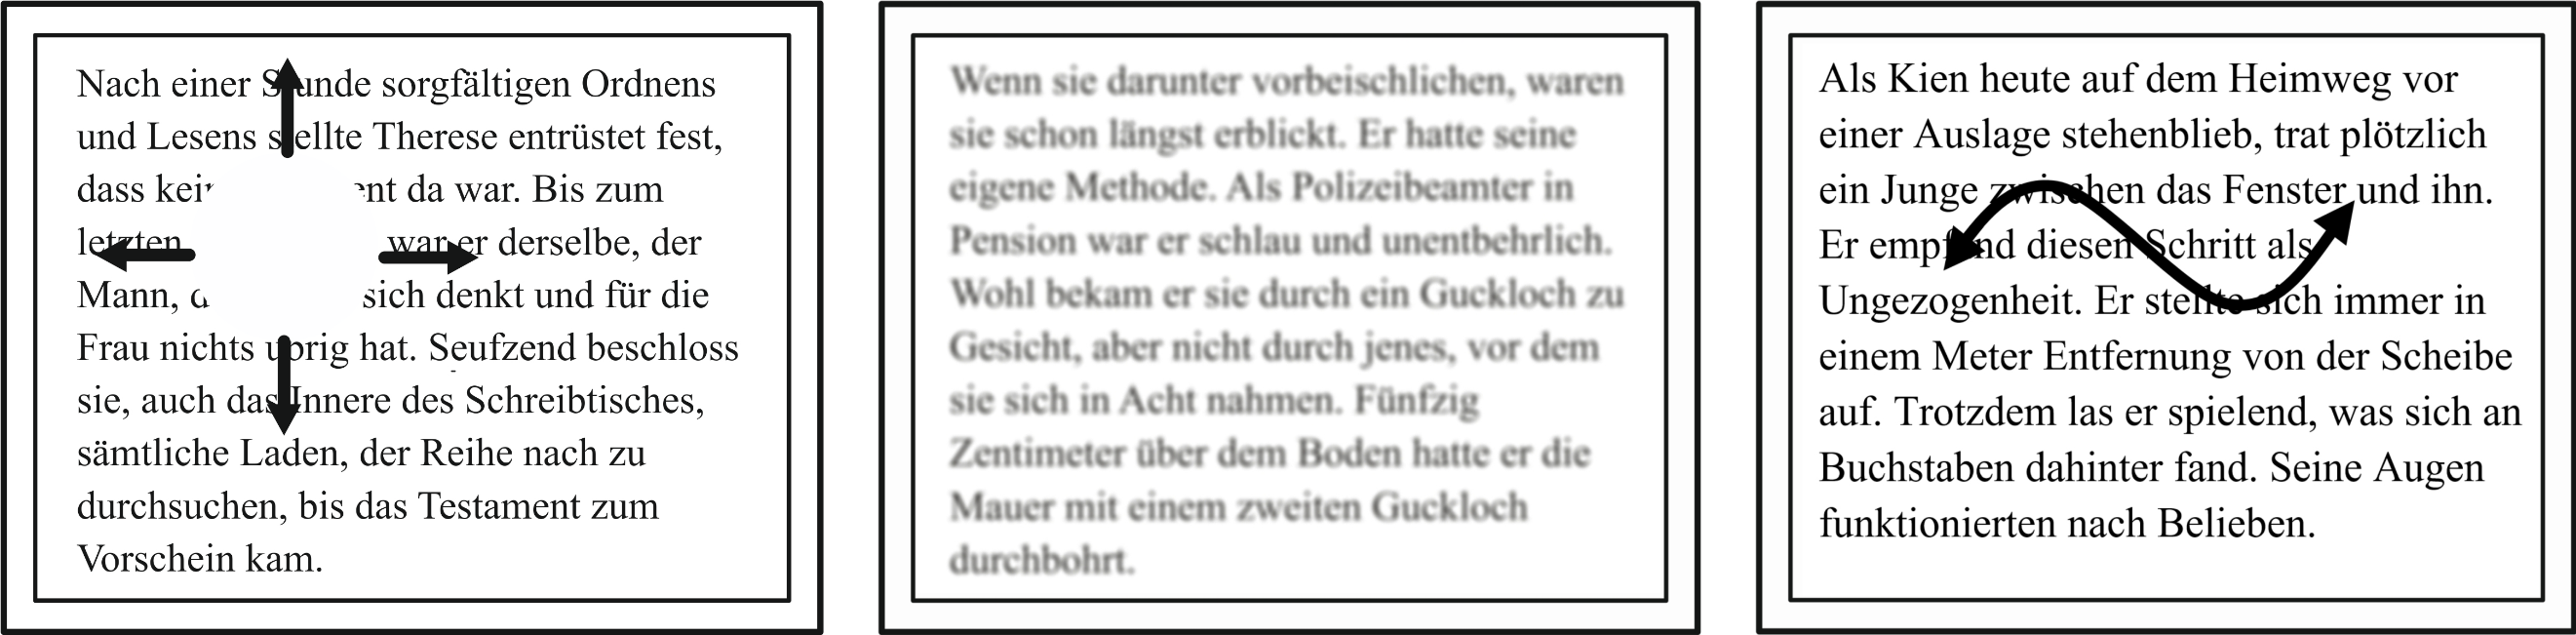 Nach einer Stunde sorgfältigen Ordnens
und Lesens stellte Therese entrüstet fest,
dass ent da war. Bis zum
letzten war er derselbe, der
Mann, sich denkt und für die
Frau nichts übrig hat. Seufzend beschloss
sie, auch das Innere des Schreibtisches,
sämtliche Laden, der Reihe nach zu
durchsuchen, bis das Testament zum
Vorschein kam.
Wenn sie darunter vorbeischlichen, waren
sie schon längst erblickt. Er hatte seine
eigene Methode. Als Polizeibeamter in
Pension war er schlau und unentbehrlich.
Wohl bekam er sie durch ein Guckloch zu
Gesicht, aber nicht durch jenes, vor dem
sie sich in Acht nahmen. Fünfzig
Zentimeter über dem Boden hatte er die
Mauer mit einem zweiten Guckloch
durchbohrt.
Als Kien heute auf dem Heimweg vor
einer Auslage stehenblieb, trat plötzlich
ein Junge zwischen das Fenster und ihn.
Er empfand diesen Schritt als
Ungezogenheit. Er stellte sich immer in
einem Meter Entfernung von der Scheibe
auf. Trotzdem las er spielend, was sich an
Buchstaben dahinter fand. Seine Augen
funktionierten nach Belieben.